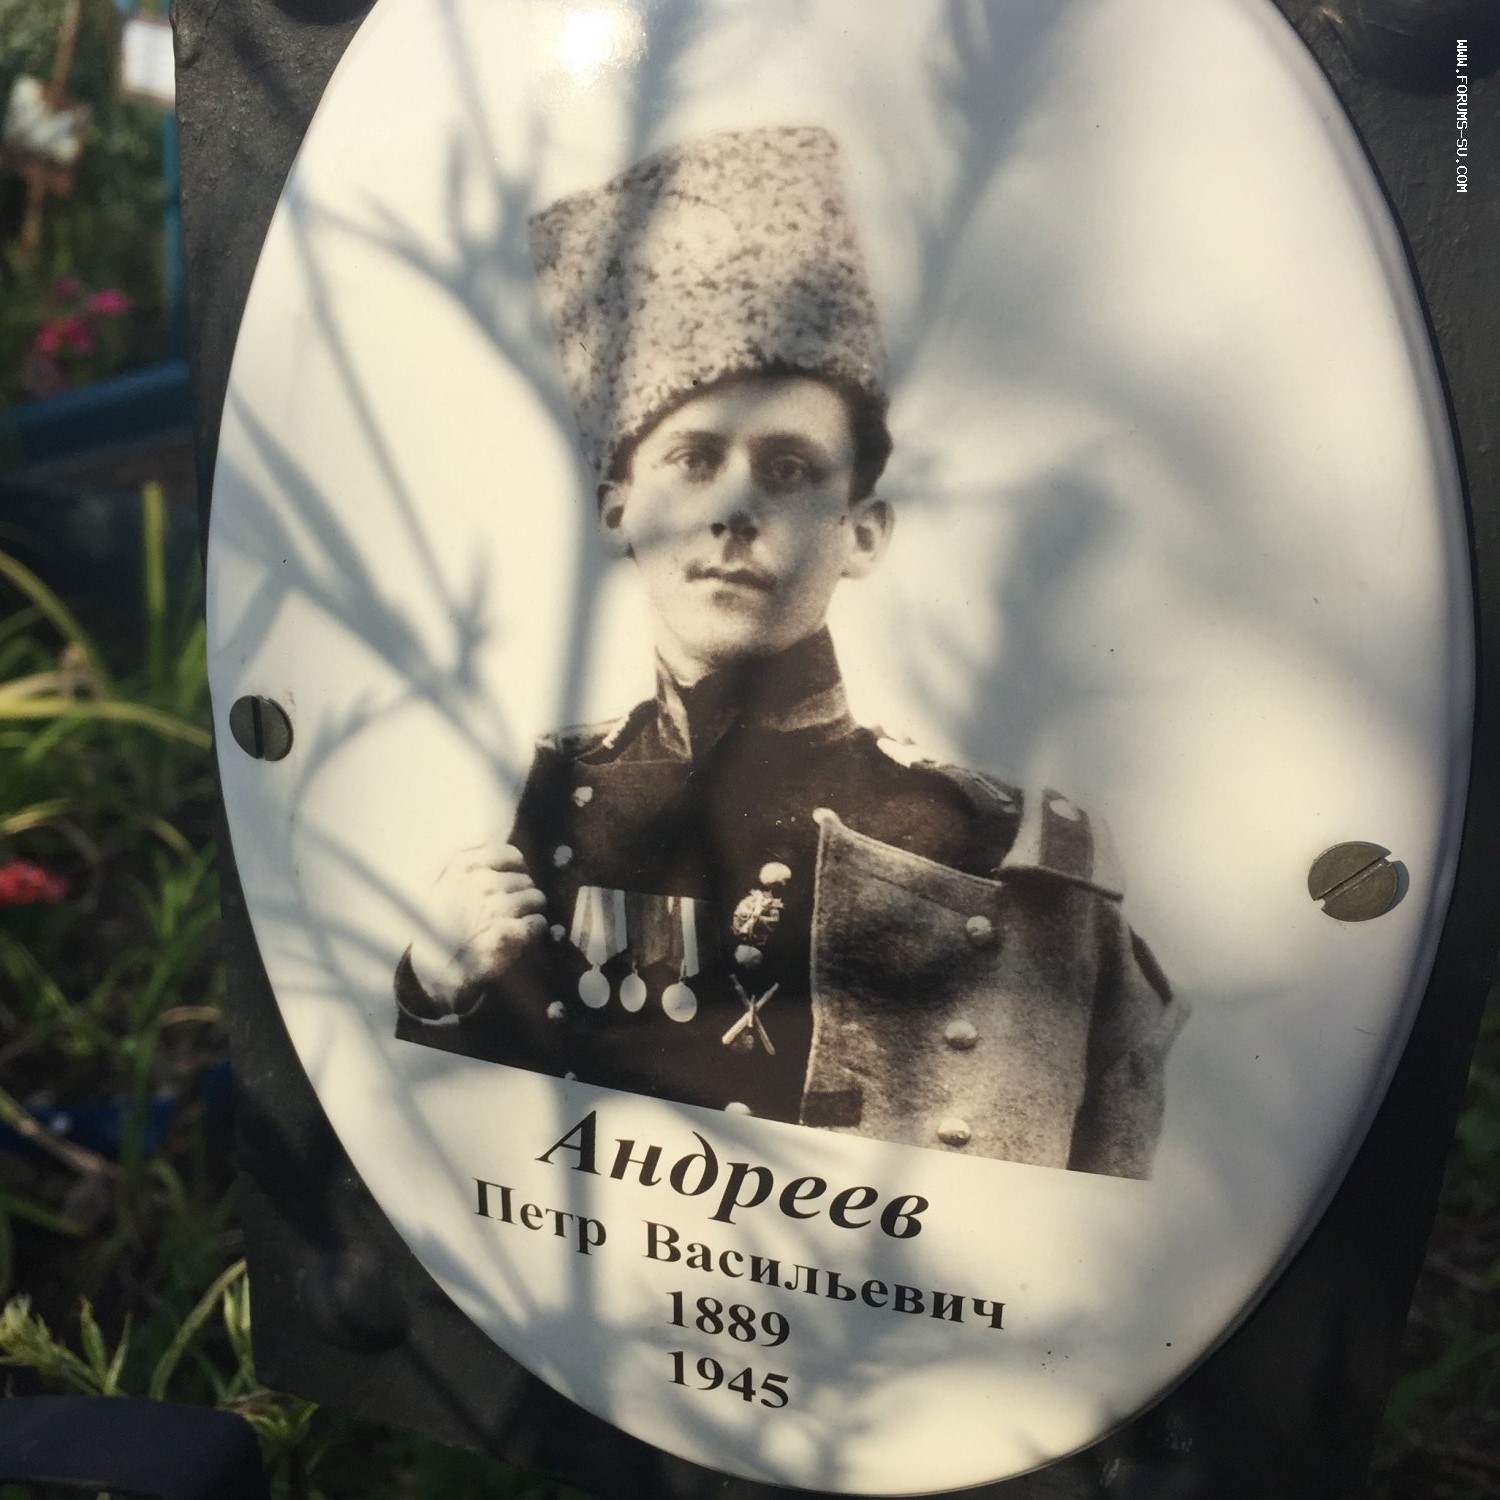 WWW.FORUMS-SU.COM
Андреев
Петр Васильевич
1889
1945